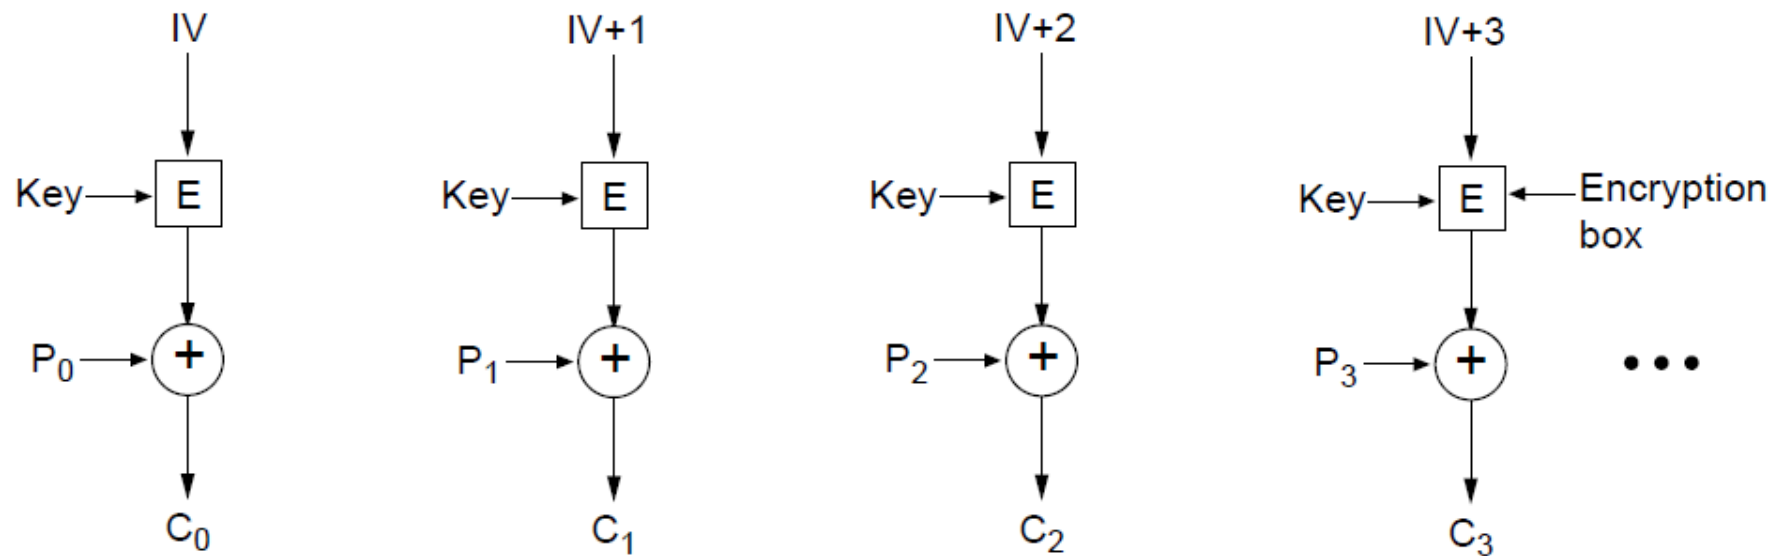 IV IV+1 IV+2 IV+3
Key E Key E Key E Key E Encryption
box
P0 + P1 + P2 + P3 + •••
C0 C1 C2 C3